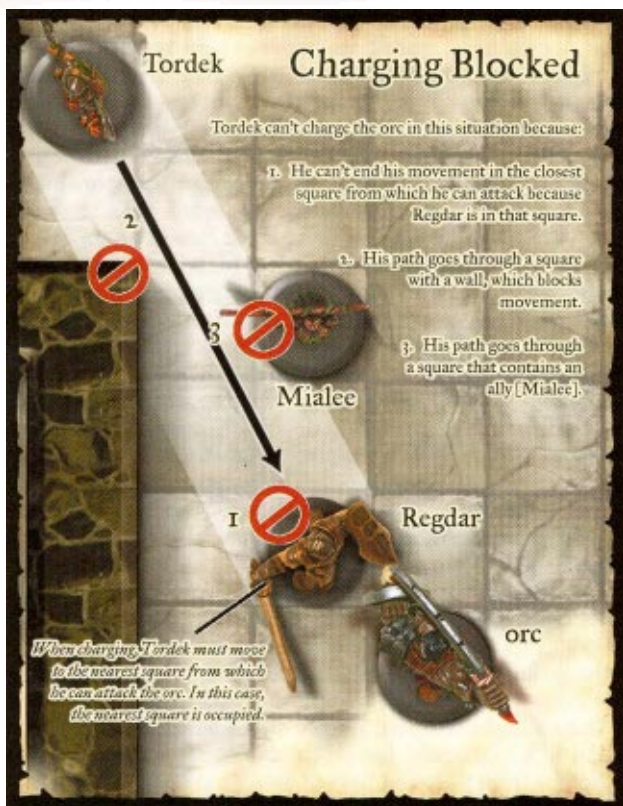 Tordek
Charging Blocked
Tordek can't charge the orc in this situation because:
1. He can't end his movement in the closest
square from which he can attack because
Regdar is in that square.
2
2. His path goes through a square
with a wall, which blocks
movement.
3
3. His path goes through
a square that contains an
ally [Mialee].
Mialee
1
Regdar
orc
When charging, Tordek must move
to the nearest square from which
he can attack the orc. In this case,
the nearest square is occupied.